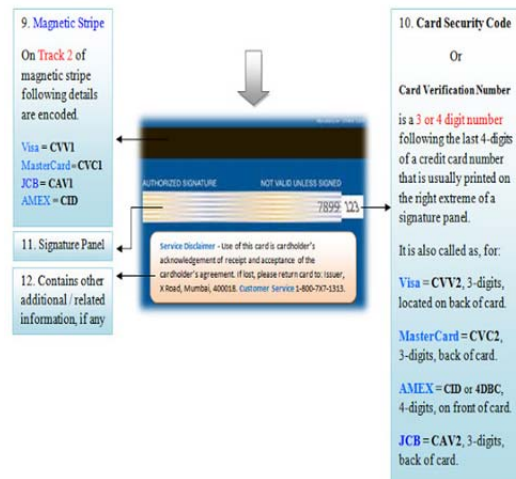 9. Magnetic Stripe
On Track 2 of
magnetic stripe
following details
are encoded.
Visa = CVV1
MasterCard = CVC1
JCB = CAV1
AMEX = CID
11. Signature Panel
12. Contains other
additional / related
information, if any
AUTHORIZED SIGNATURE NOT VALID UNLESS SIGNED
7899 123
Service Disclaimer - Use of this card is cardholder's
acknowledgement of receipt and acceptance of the
cardholder's agreement. If lost, please return card to: Issuer,
X Road, Mumbai, 400018. Customer Service 1-800-7X7-1313.
10. Card Security Code
Or
Card Verification Number
is a 3 or 4 digit number
following the last 4-digits
of a credit card number
that is usually printed on
the right extreme of a
signature panel.
It is also called as, for:
Visa = CVV2, 3-digits,
located on back of card.
MasterCard = CVC2,
3-digits, back of card.
AMEX = CID or 4DBC,
4-digits, on front of card.
JCB = CAV2, 3-digits,
back of card.